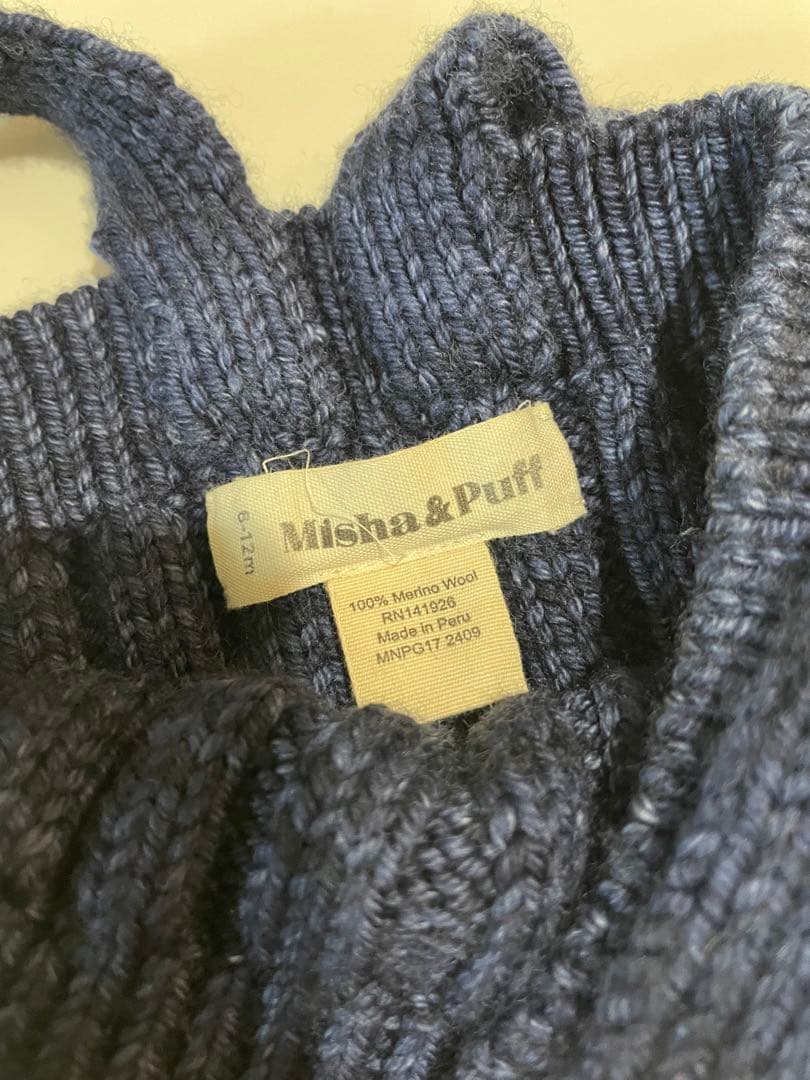 Misha & Puff
6-12m
100% Merino Wool
RN141926
Made in Peru
MNPG17 2409